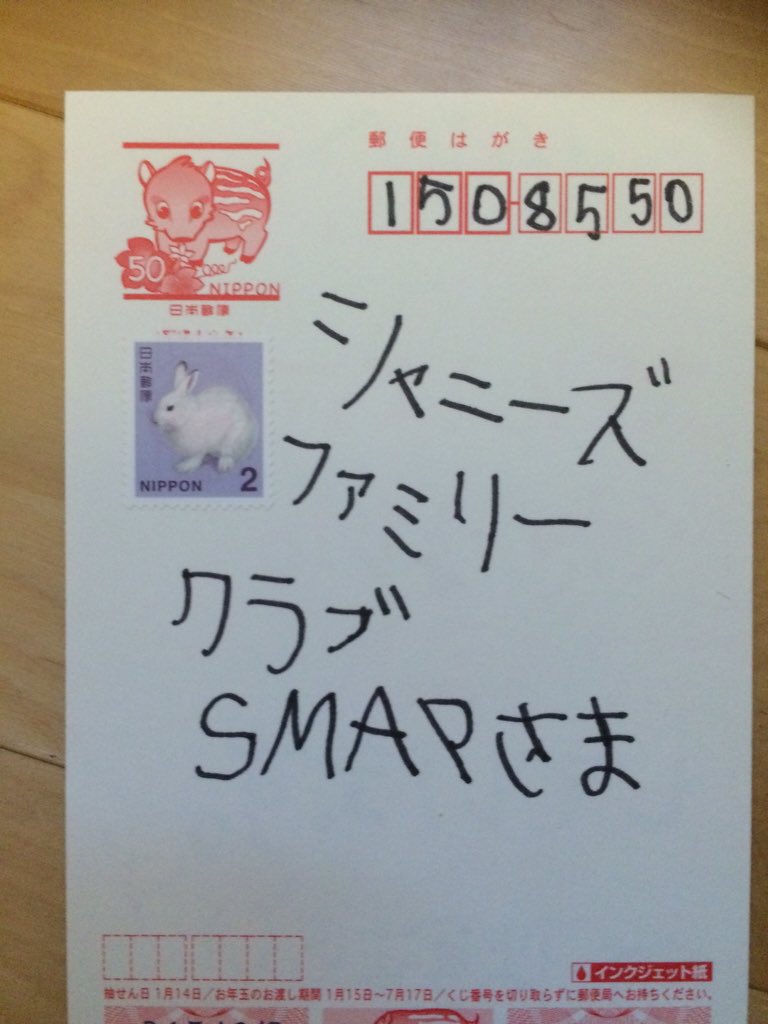 郵便はがき
150-8550
50
NIPPON
日本郵便
日本郵便
NIPPON 2
シャニーズ
ファミリー
クラブ
SMAPさま
インクジェット紙
抽せん日 1月14日/お年玉のお渡し期間 1月15日~7月17日/くじ番号を切り取らずに郵便局へお持ちください。